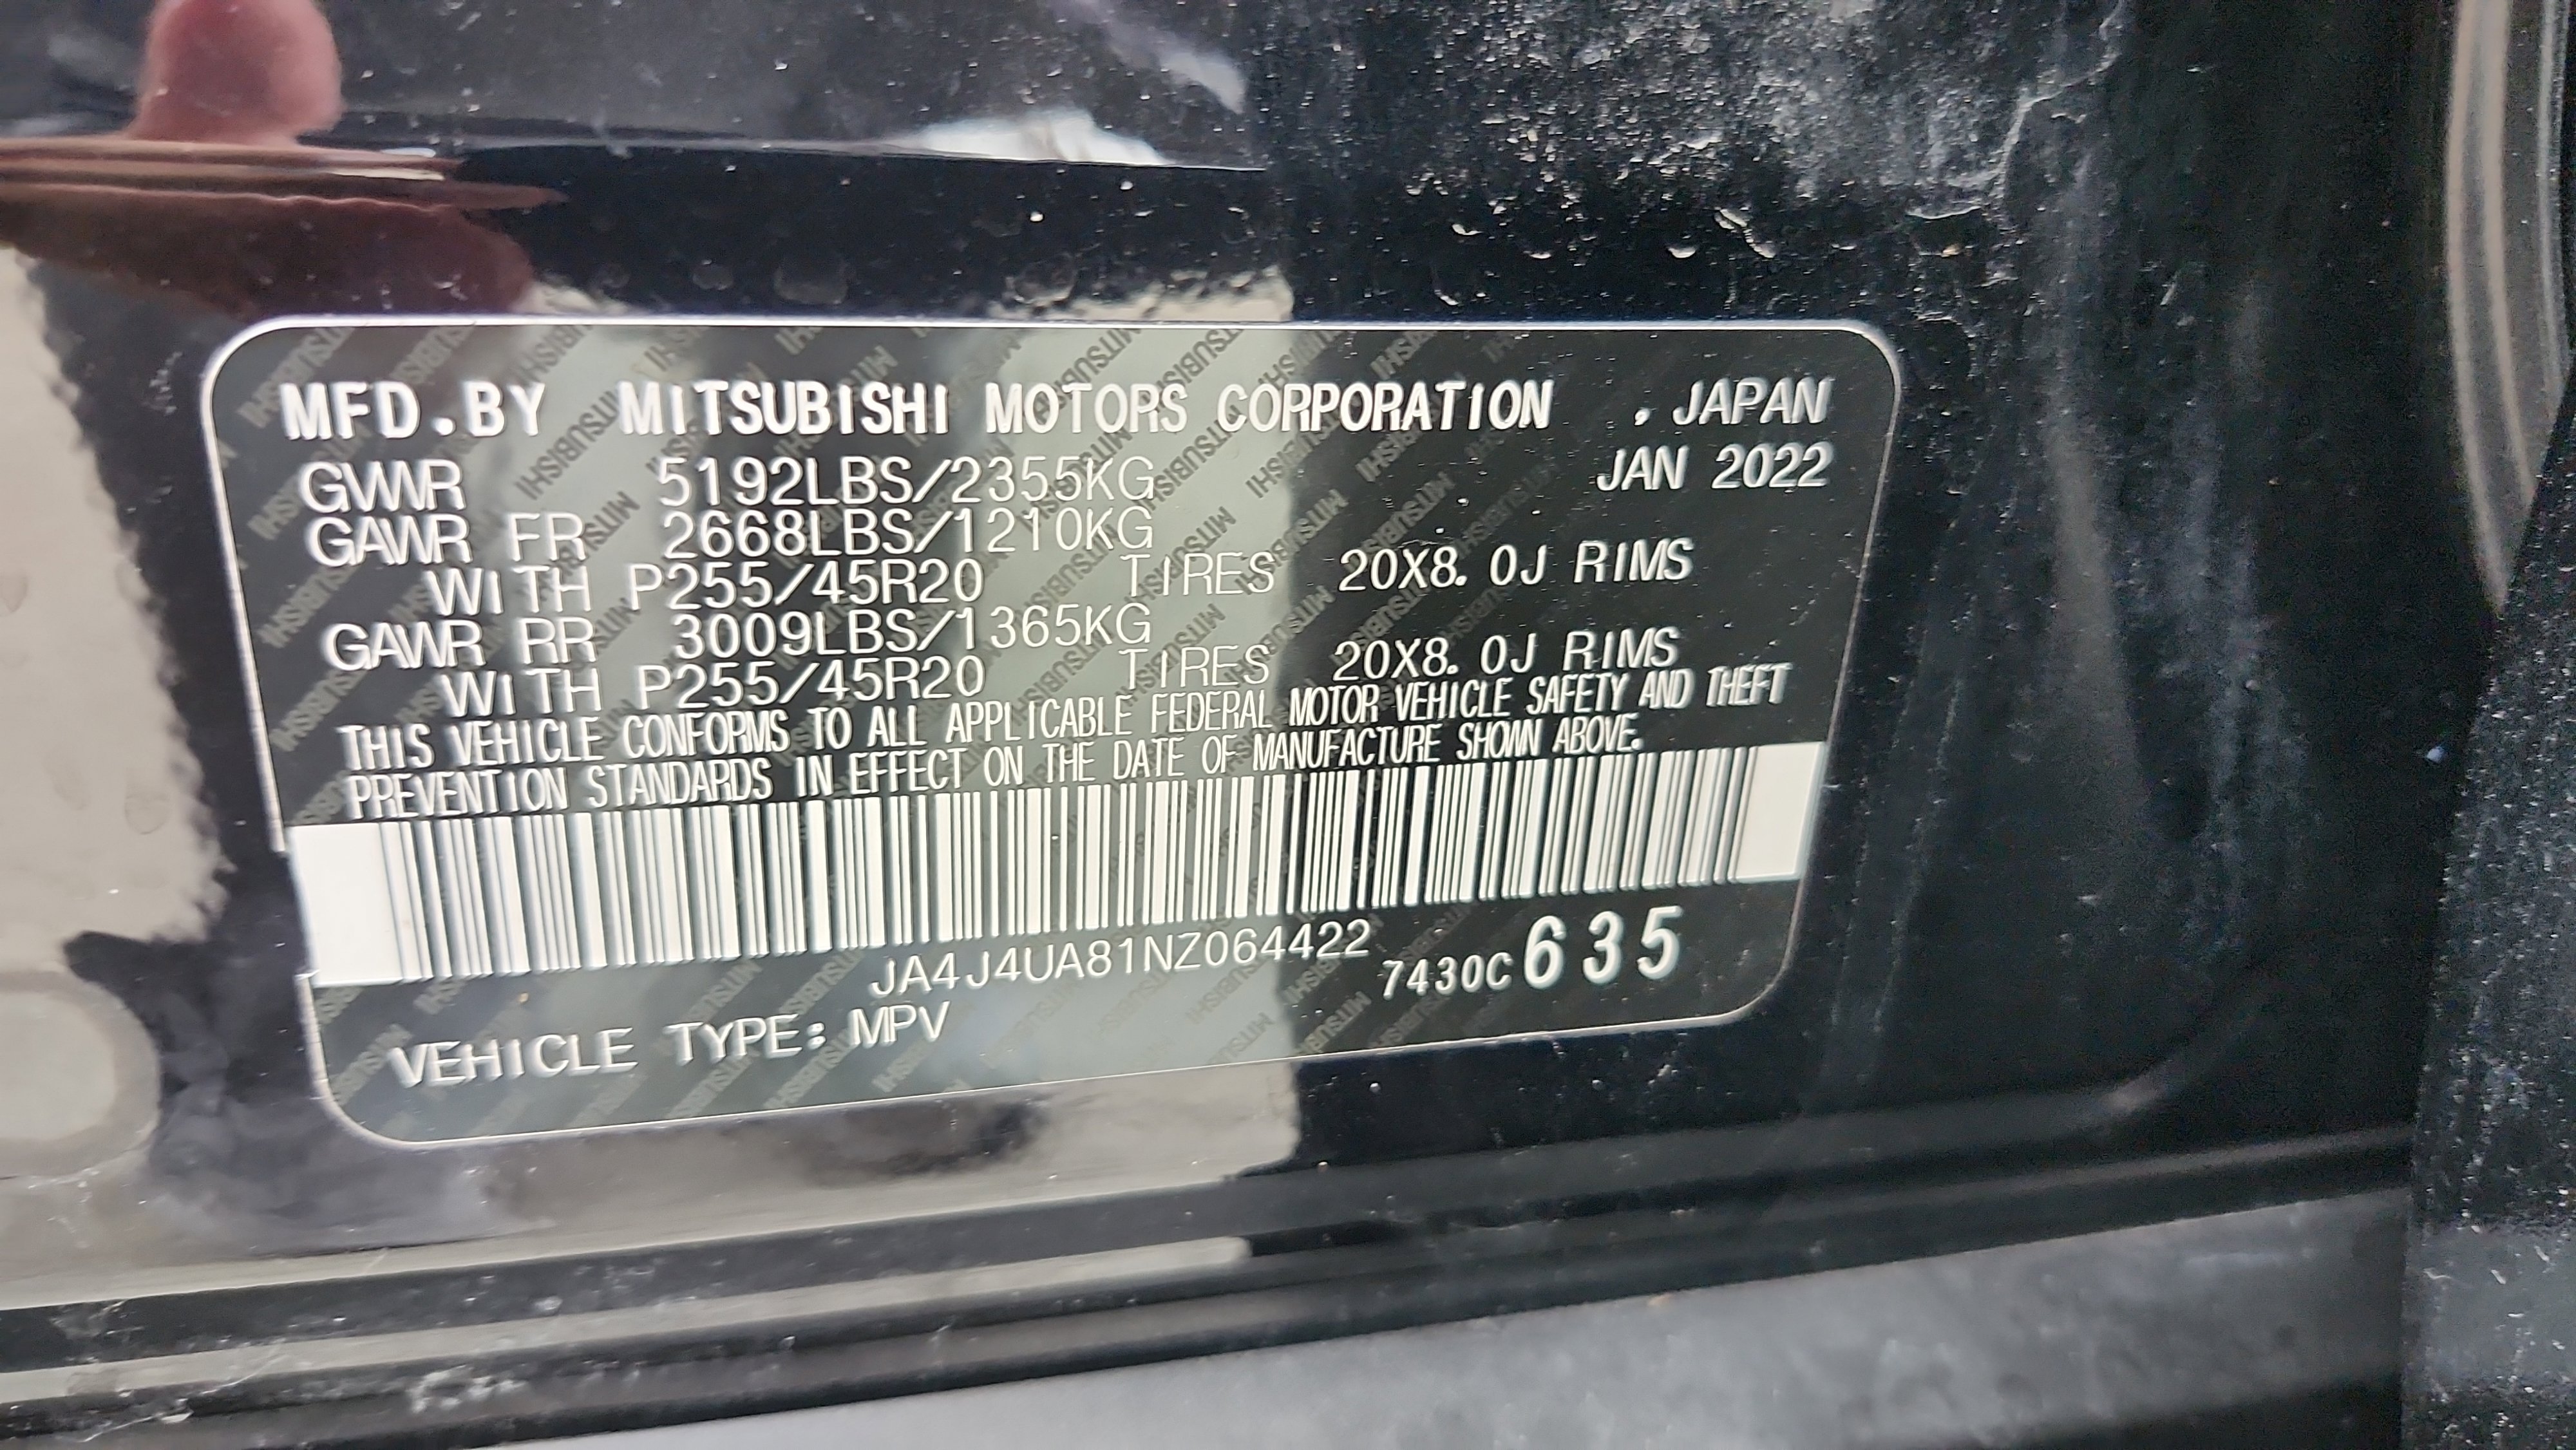 MFD.BY MITSUBISHI MOTORS CORPORATION , JAPAN
GVWR 5192LBS/2355KG JAN 2022
GAWR FR 2668LBS/1210KG
WITH P255/45R20 TIRES 20X8.0J RIMS
GAWR RR 3009LBS/1365KG
WITH P255/45R20 TIRES 20X8.0J RIMS
THIS VEHICLE CONFORMS TO ALL APPLICABLE FEDERAL MOTOR VEHICLE SAFETY AND THEFT
PREVENTION STANDARDS IN EFFECT ON THE DATE OF MANUFACTURE SHOWN ABOVE.
JA4J4UA81NZ064422 7430C635
VEHICLE TYPE: MPV